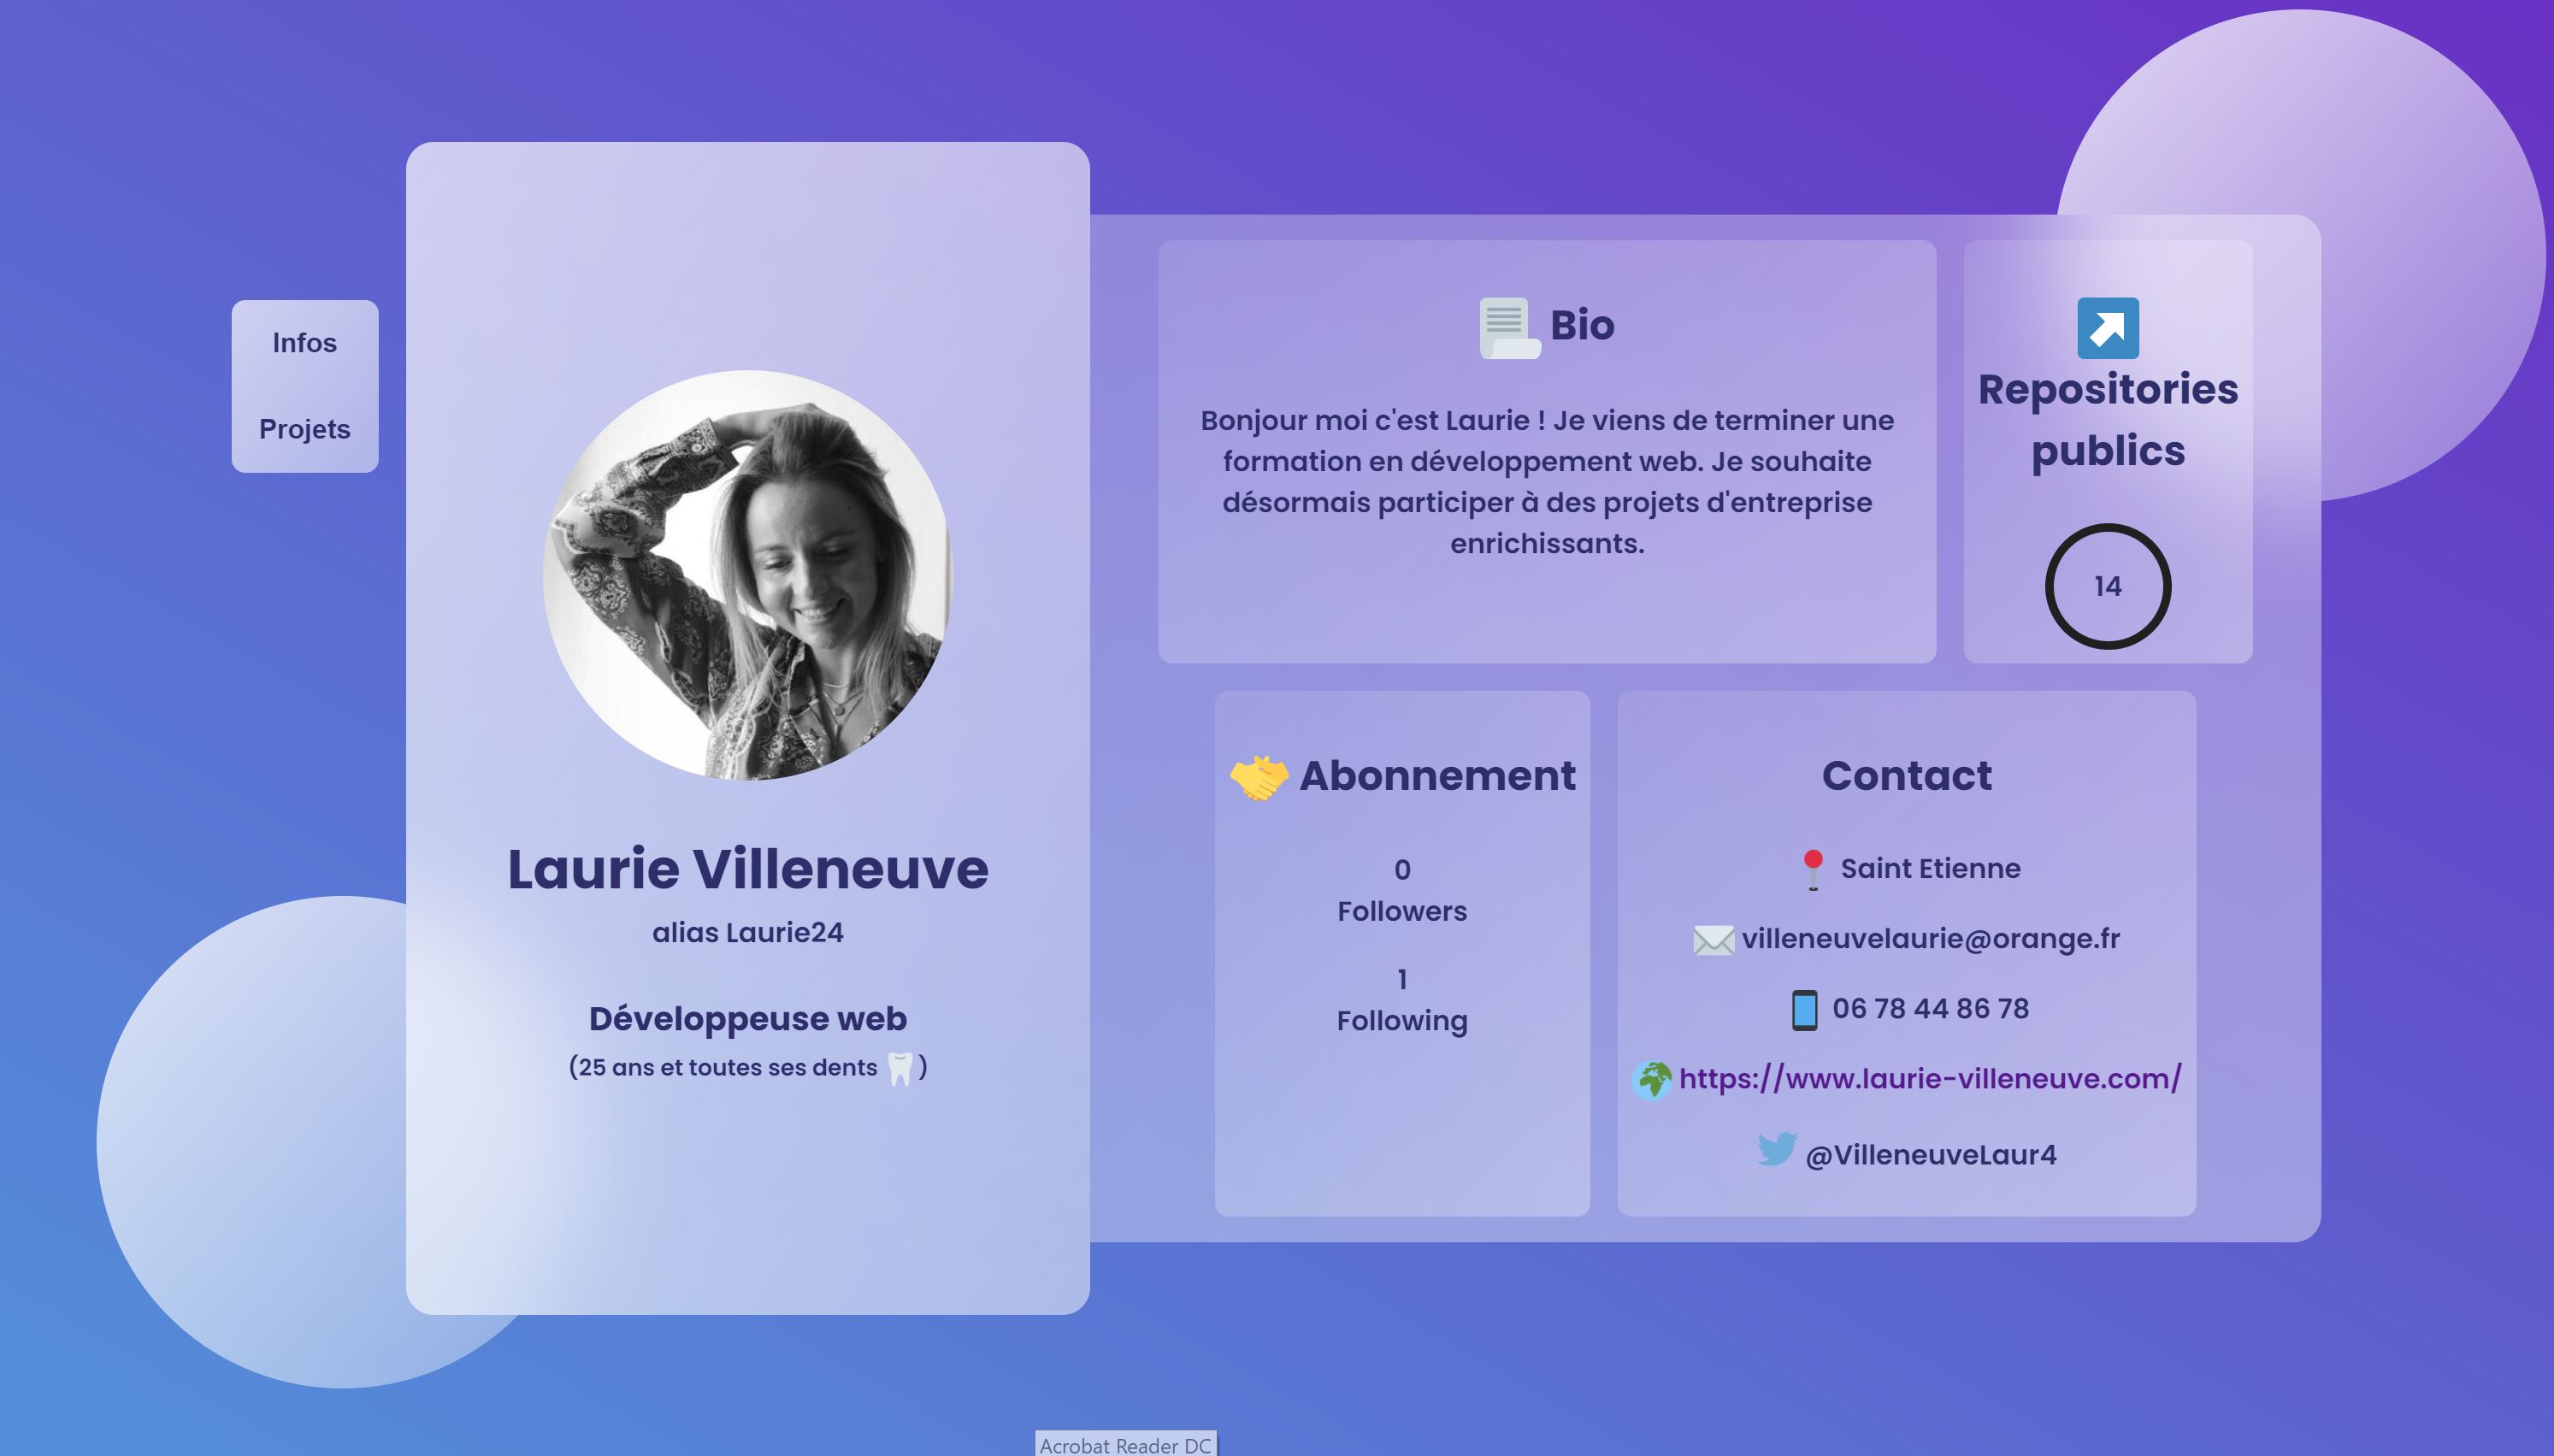 Infos
Projets
Laurie Villeneuve
alias Laurie24
Développeuse web
(25 ans et toutes ses dents 🦷)
📜 Bio
Bonjour moi c'est Laurie ! Je viens de terminer une
formation en développement web. Je souhaite
désormais participer à des projets d'entreprise
enrichissants.
↗️
Repositories
publics
14
🤝 Abonnement
0
Followers
1
Following
Contact
📍 Saint Etienne
✉️ villeneuvelaurie@orange.fr
📱 06 78 44 86 78
🌍 https://www.laurie-villeneuve.com/
@VilleneuveLaur4
Acrobat Reader DC